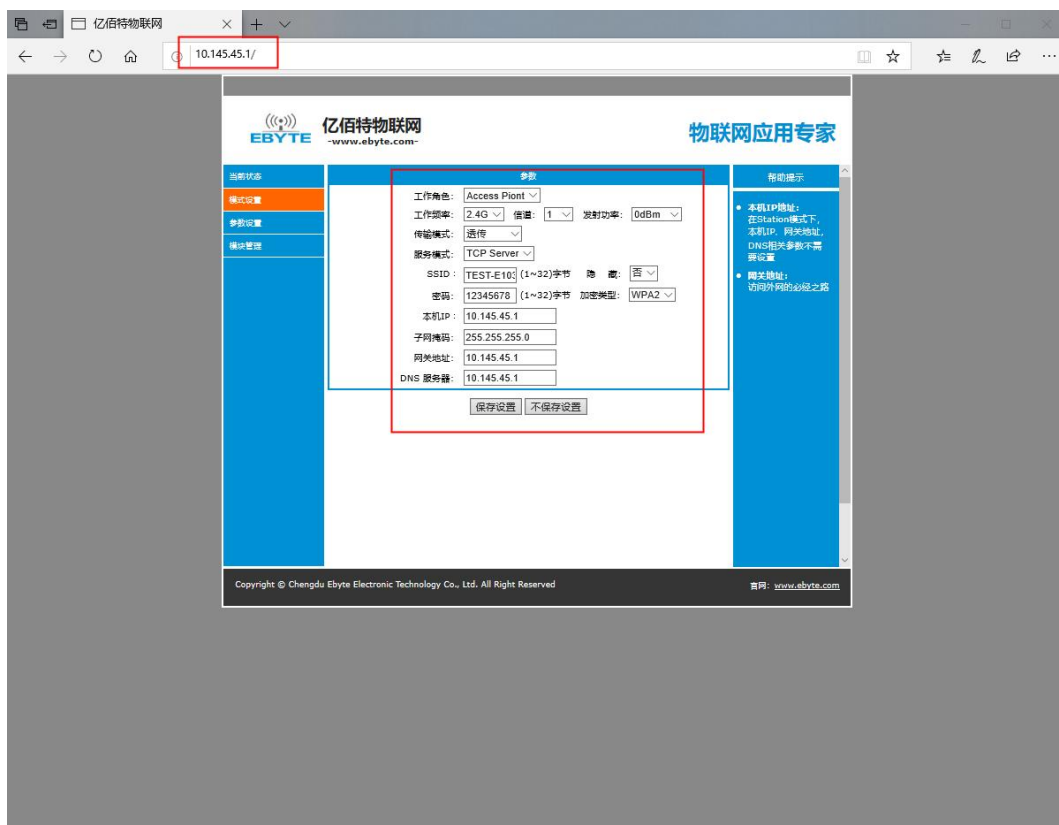 亿佰特物联网
10.145.45.1/
EBYTE
亿佰特物联网
-www.ebyte.com-
物联网应用专家
当前状态
模式设置
参数设置
模块管理
参数
工作角色: Access Piont
工作频率: 2.4G 信道: 1 发射功率: 0dBm
传输模式: 透传
服务模式: TCP Server
SSID: TEST-E103 (1~32)字节 隐 藏: 否
密码: 12345678 (1~32)字节 加密类型: WPA2
本机IP: 10.145.45.1
子网掩码: 255.255.255.0
网关地址: 10.145.45.1
DNS 服务器: 10.145.45.1
保存设置 不保存设置
帮助提示
本机IP地址:
在Station模式下,
本机IP、网关地址,
DNS相关参数不需
要设置
网关地址:
访问外网的必经之路
Copyright © Chengdu Ebyte Electronic Technology Co., Ltd. All Right Reserved
官网: www.ebyte.com